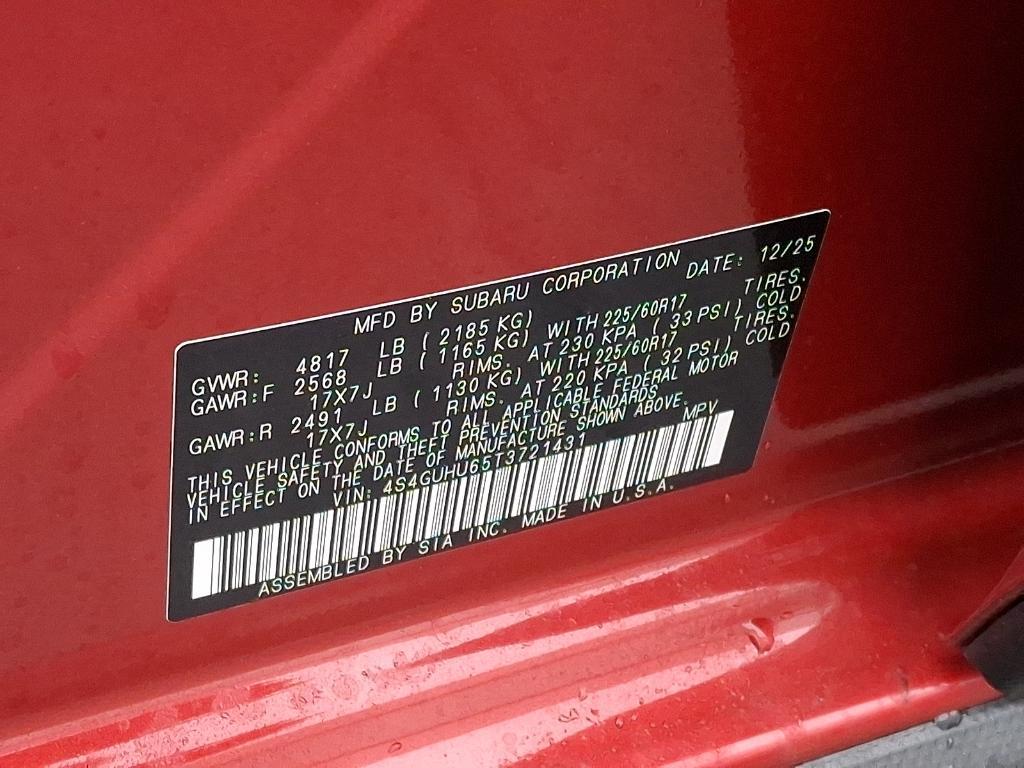 MFD BY SUBARU CORPORATION
DATE: 12/25
GVWR: 4817 LB ( 2185 KG)
GAWR:F 2568 LB ( 1165 KG) WITH 225/60R17 TIRES.
17X7J RIMS. AT 230 KPA ( 33 PSI) COLD
GAWR:R 2491 LB ( 1130 KG) WITH 225/60R17 TIRES.
17X7J RIMS. AT 220 KPA ( 32 PSI) COLD
THIS VEHICLE CONFORMS TO ALL APPLICABLE FEDERAL MOTOR
VEHICLE SAFETY AND THEFT PREVENTION STANDARDS
IN EFFECT ON THE DATE OF MANUFACTURE SHOWN ABOVE.
VIN: 4S4GUHU65T3721431 MPV
ASSEMBLED BY SIA INC. MADE IN U.S.A.